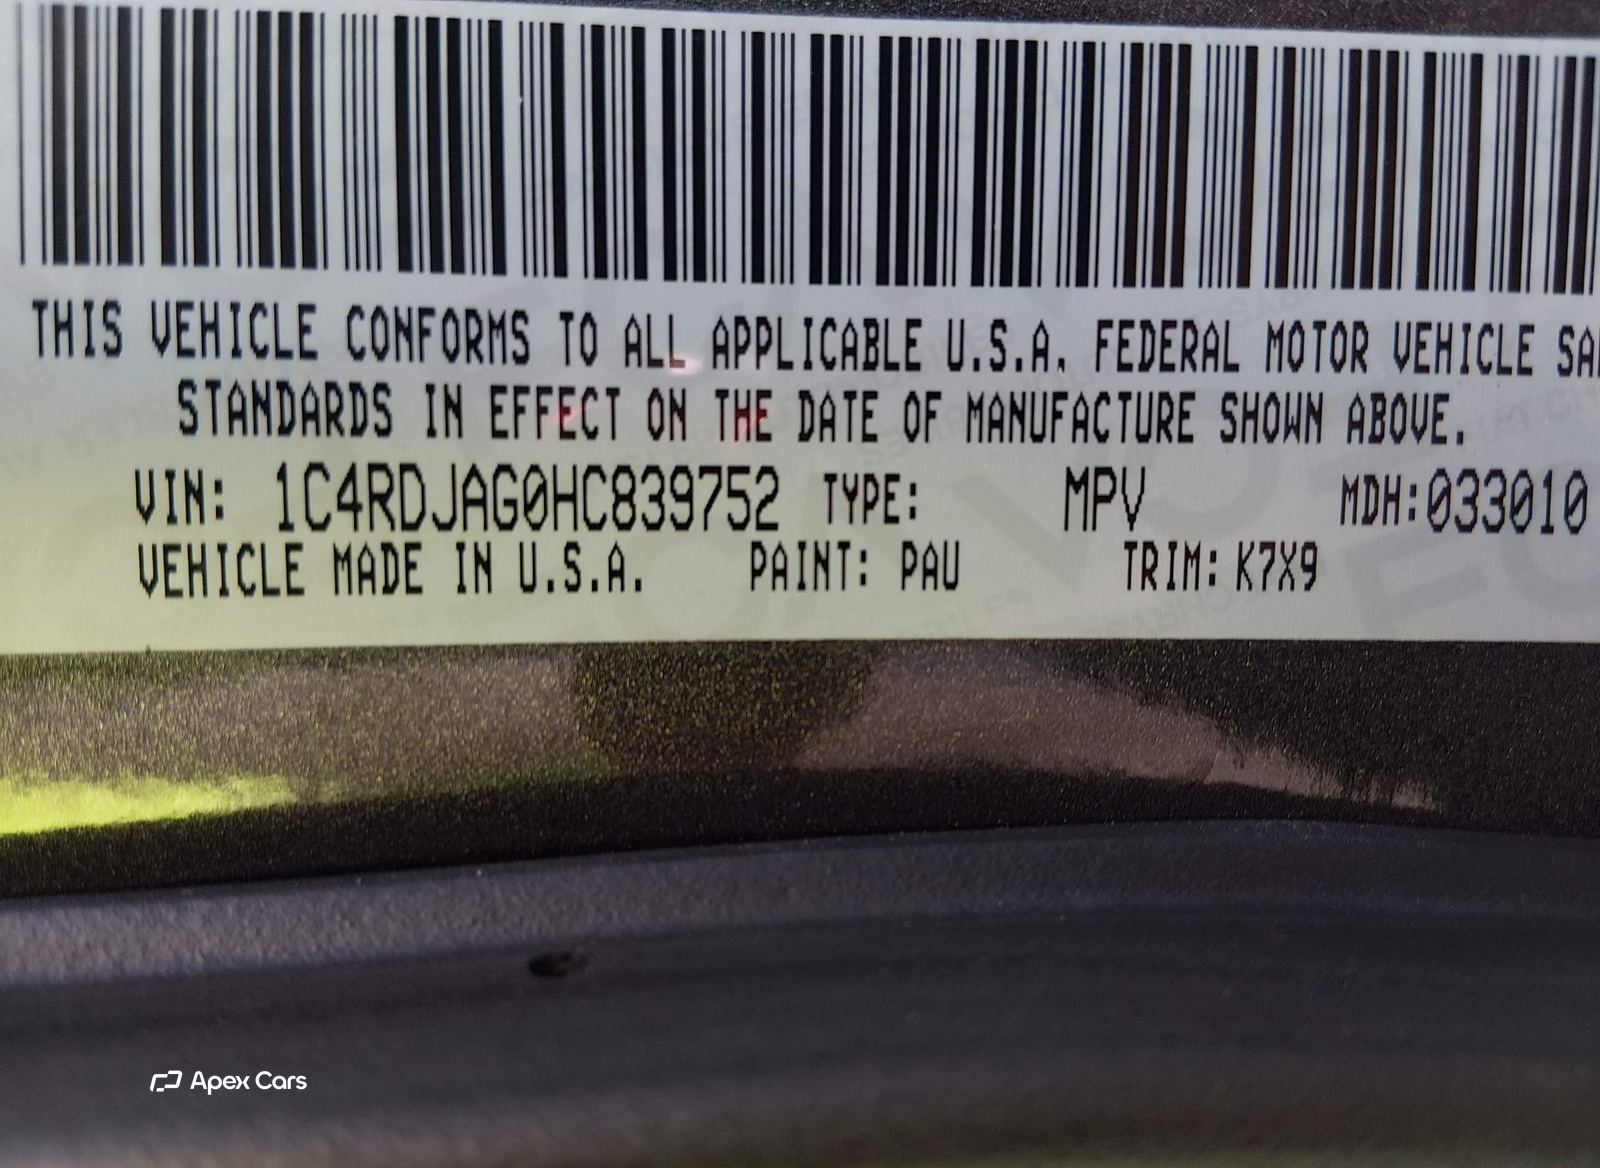 THIS VEHICLE CONFORMS TO ALL APPLICABLE U.S.A. FEDERAL MOTOR VEHICLE SA
STANDARDS IN EFFECT ON THE DATE OF MANUFACTURE SHOWN ABOVE.
VIN: 1C4RDJAG0HC839752 TYPE: MPV MDH:033010
VEHICLE MADE IN U.S.A. PAINT: PAU TRIM: K7X9
Apex Cars